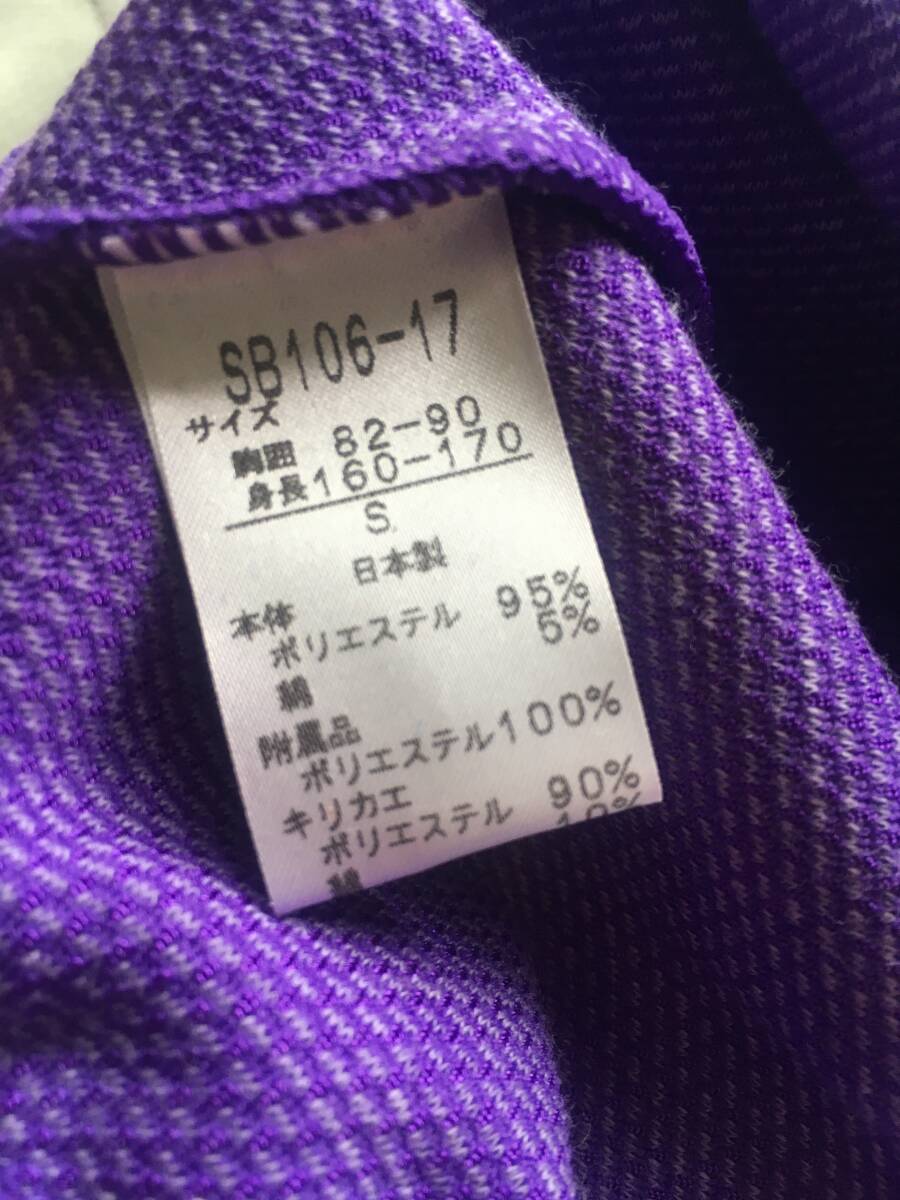 SB106-17
サイズ
胸囲 82-90
身長160-170
S
日本製
本体
ポリエステル 95%
綿 5%
附属品
ポリエステル100%
キリカエ
ポリエステル 90%
綿 10%